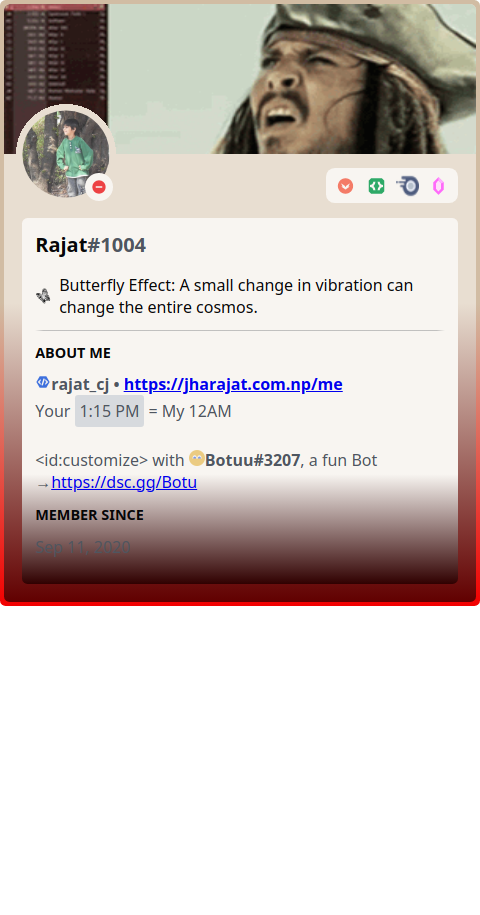 Rajat#1004
Butterfly Effect: A small change in vibration can
change the entire cosmos.
ABOUT ME
rajat_cj • https://jharajat.com.np/me
Your 1:15 PM = My 12AM
<id:customize> with Botuu#3207, a fun Bot
→https://dsc.gg/Botu
MEMBER SINCE
Sep 11, 2020